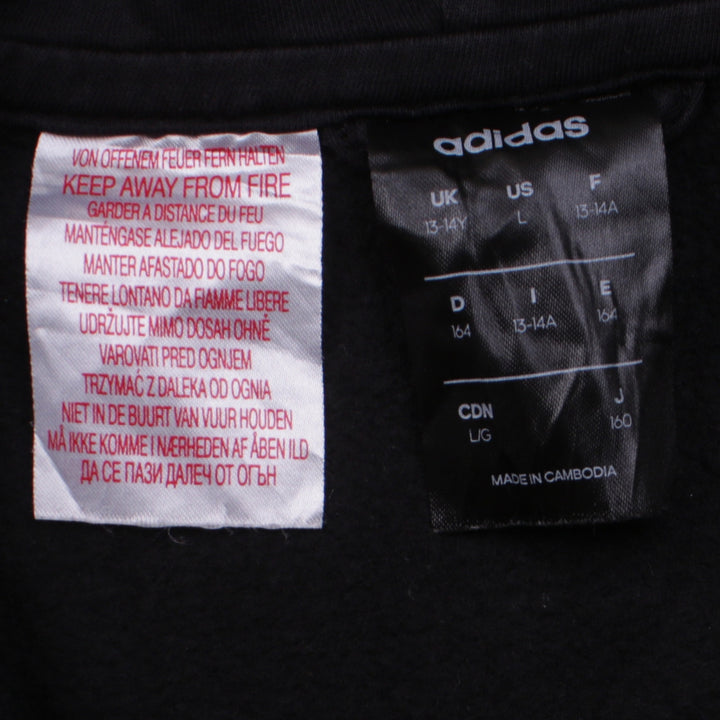 VON OFFENEM FEUER FERN HALTEN
KEEP AWAY FROM FIRE
GARDER A DISTANCE DU FEU
MANTÉNGASE ALEJADO DEL FUEGO
MANTER AFASTADO DO FOGO
TENERE LONTANO DA FIAMME LIBERE
UDRŽUJTE MIMO DOSAH OHNĚ
VAROVATI PRED OGNJEM
TRZYMAĆ Z DALEKA OD OGNIA
NIET IN DE BUURT VAN VUUR HOUDEN
MÅ IKKE KOMME I NÆRHEDEN AF ÅBEN ILD
ДА СЕ ПАЗИ ДАЛЕЧ ОТ ОГЪН
adidas
UK US F
13-14Y L 13-14A
D I E
164 13-14A 164
CDN J
L/G 160
MADE IN CAMBODIA